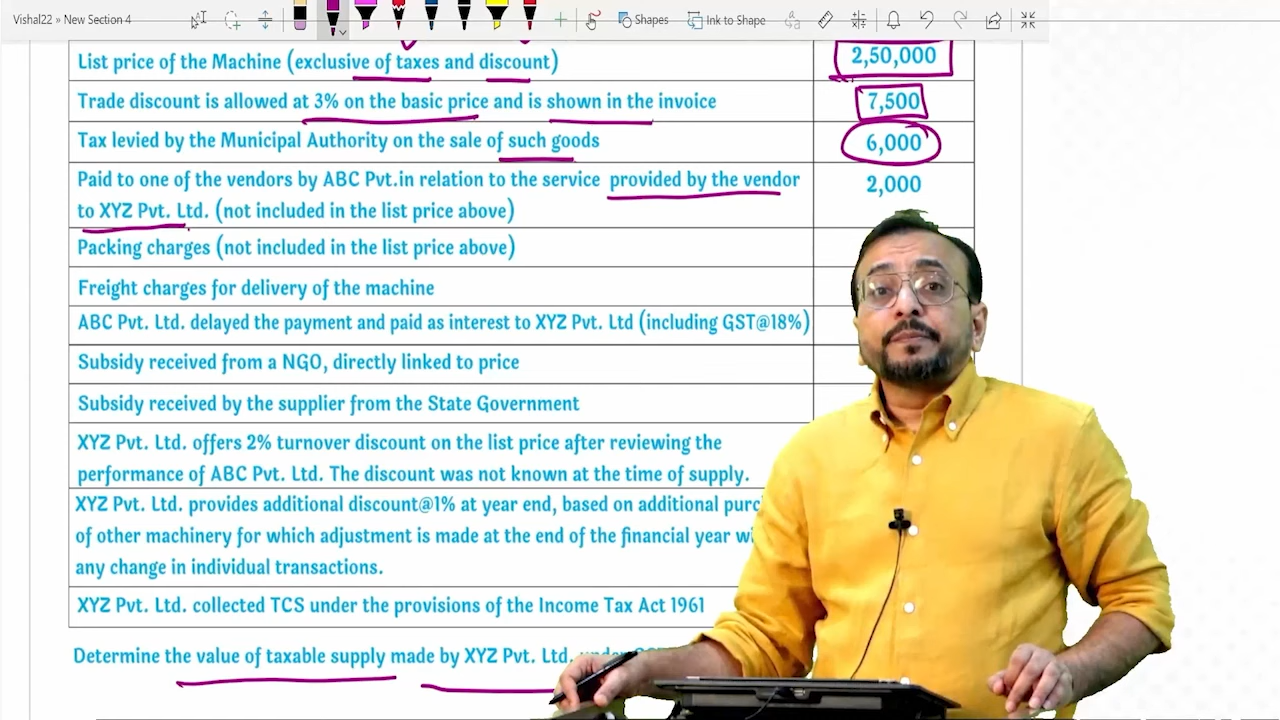 Vishal22 » New Section 4
Shapes
Ink to Shape
List price of the Machine (exclusive of taxes and discount) 2,50,000
Trade discount is allowed at 3% on the basic price and is shown in the invoice 7,500
Tax levied by the Municipal Authority on the sale of such goods 6,000
Paid to one of the vendors by ABC Pvt.in relation to the service provided by the vendor 2,000
to XYZ Pvt. Ltd. (not included in the list price above)
Packing charges (not included in the list price above)
Freight charges for delivery of the machine
ABC Pvt. Ltd. delayed the payment and paid as interest to XYZ Pvt. Ltd (including GST@18%)
Subsidy received from a NGO, directly linked to price
Subsidy received by the supplier from the State Government
XYZ Pvt. Ltd. offers 2% turnover discount on the list price after reviewing the
performance of ABC Pvt. Ltd. The discount was not known at the time of supply.
XYZ Pvt. Ltd. provides additional discount@1% at year end, based on additional
of other machinery for which adjustment is made at the end of the financial year
any change in individual transactions.
XYZ Pvt. Ltd. collected TCS under the provisions of the Income Tax Act 1961
Determine the value of taxable supply made by XYZ Pvt. Ltd.